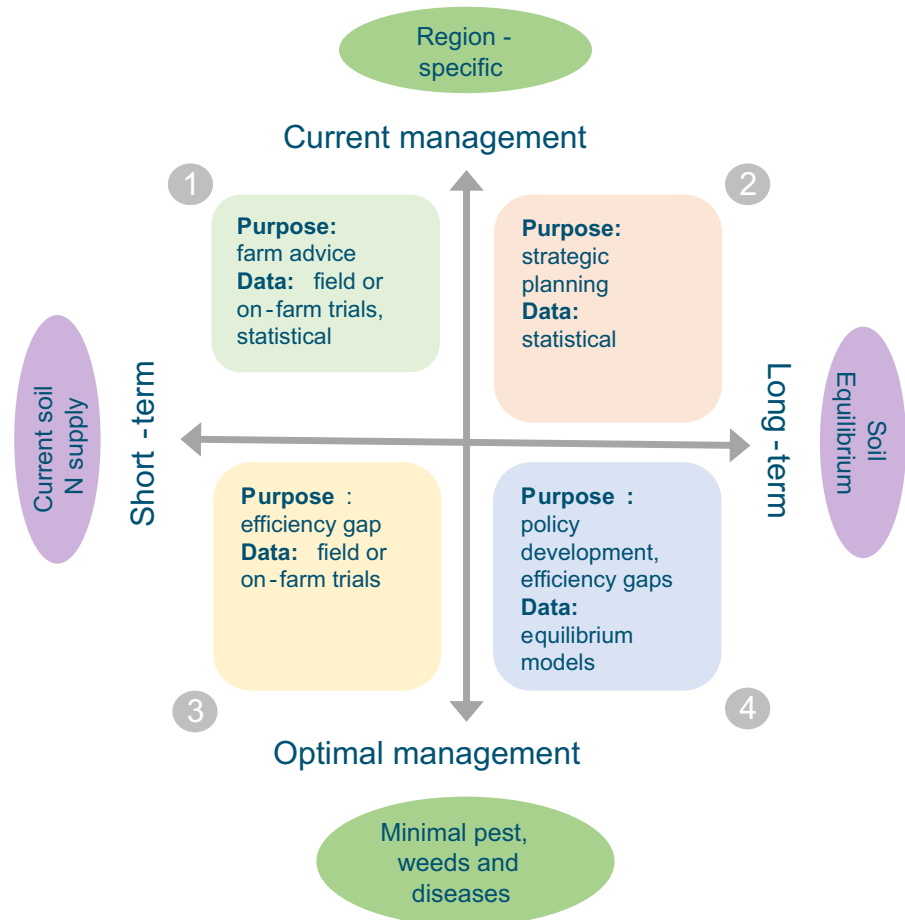 Region -
specific
Current management
1
2
Purpose:
farm advice
Data: field or
on-farm trials,
statistical
Purpose:
strategic
planning
Data:
statistical
Current soil
N supply
Short -term
Long -term
Soil
Equilibrium
Purpose :
efficiency gap
Data: field or
on-farm trials
Purpose :
policy
development,
efficiency gaps
Data:
equilibrium
models
3
4
Optimal management
Minimal pest,
weeds and
diseases